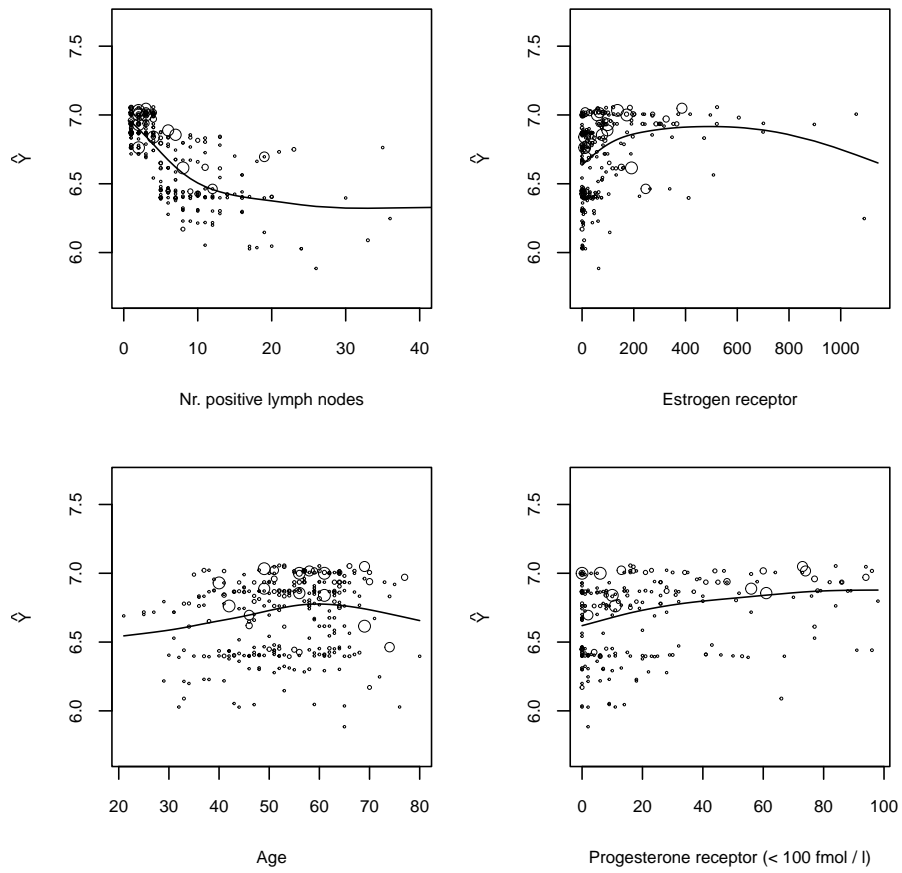 7.5
7.0
6.5
6.0
Ŷ
0 10 20 30 40
Nr. positive lymph nodes
7.5
7.0
6.5
6.0
Ŷ
0 200 400 600 800 1000
Estrogen receptor
7.5
7.0
6.5
6.0
Ŷ
20 30 40 50 60 70 80
Age
7.5
7.0
6.5
6.0
Ŷ
0 20 40 60 80 100
Progesterone receptor (< 100 fmol / l)